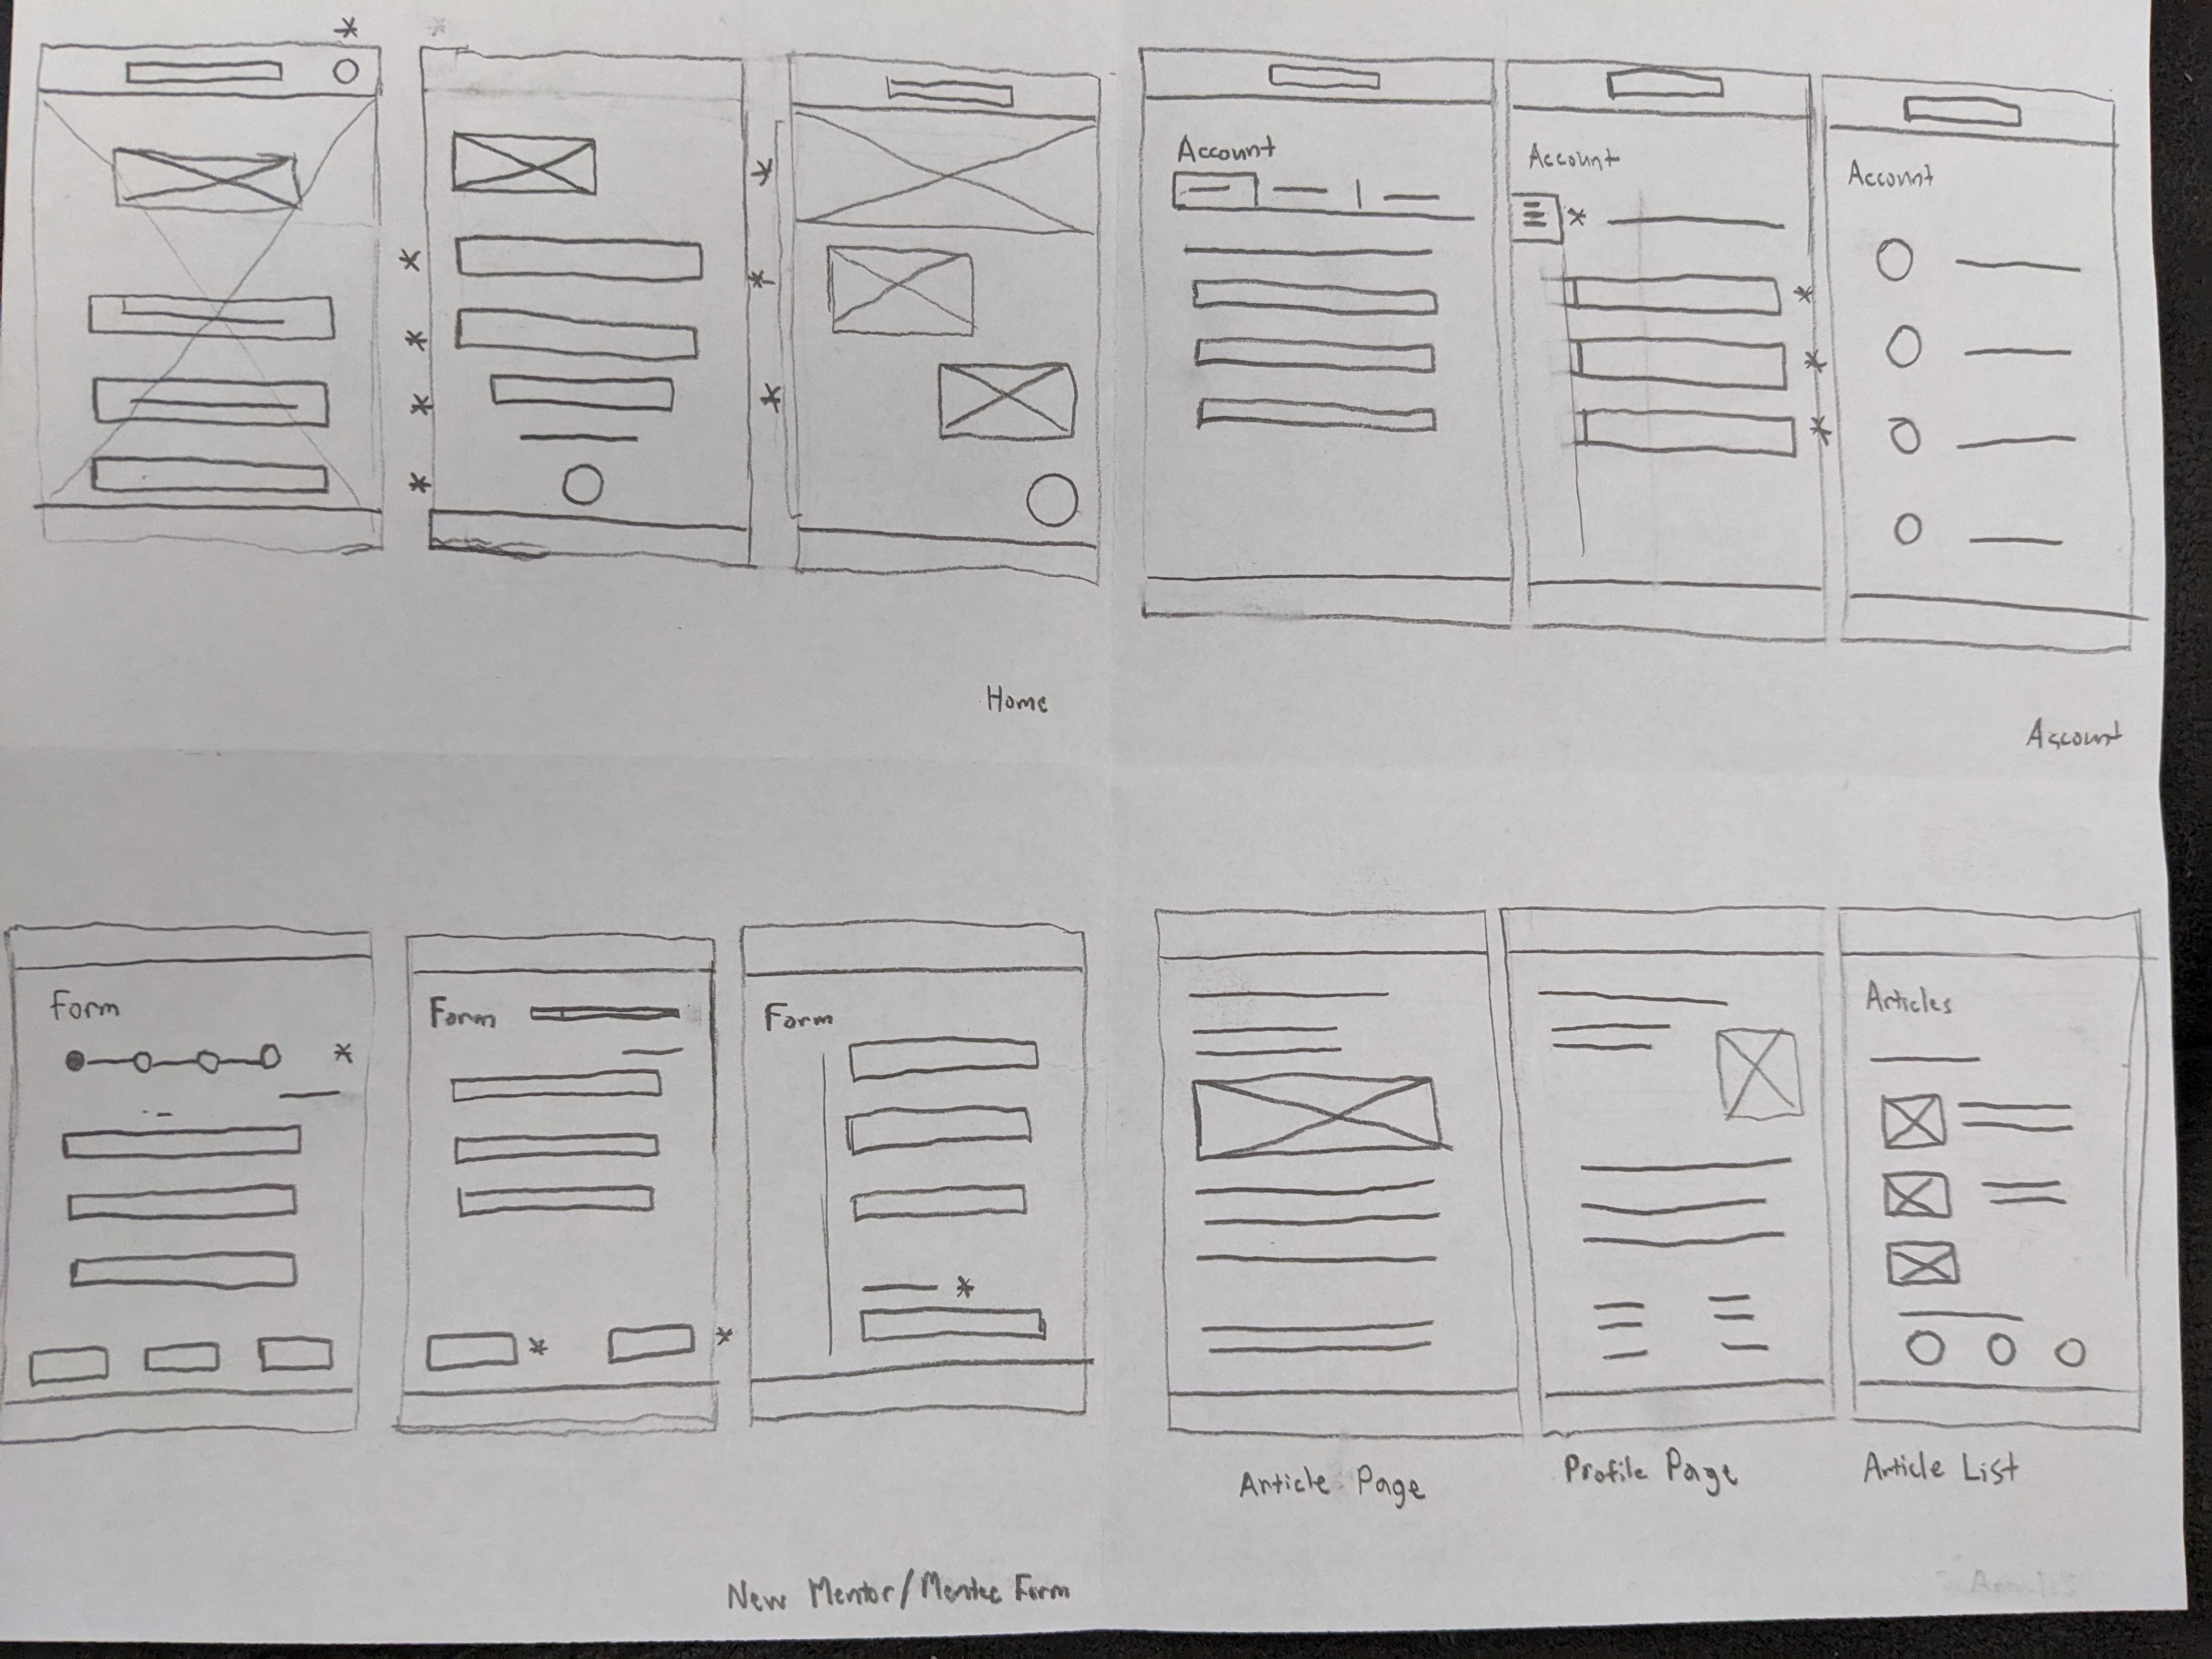 Account
Account
Account
Home
Account
Form
Form
Form
Articles
Article Page
Profile Page
Article List
New Mentor/Mentee Form